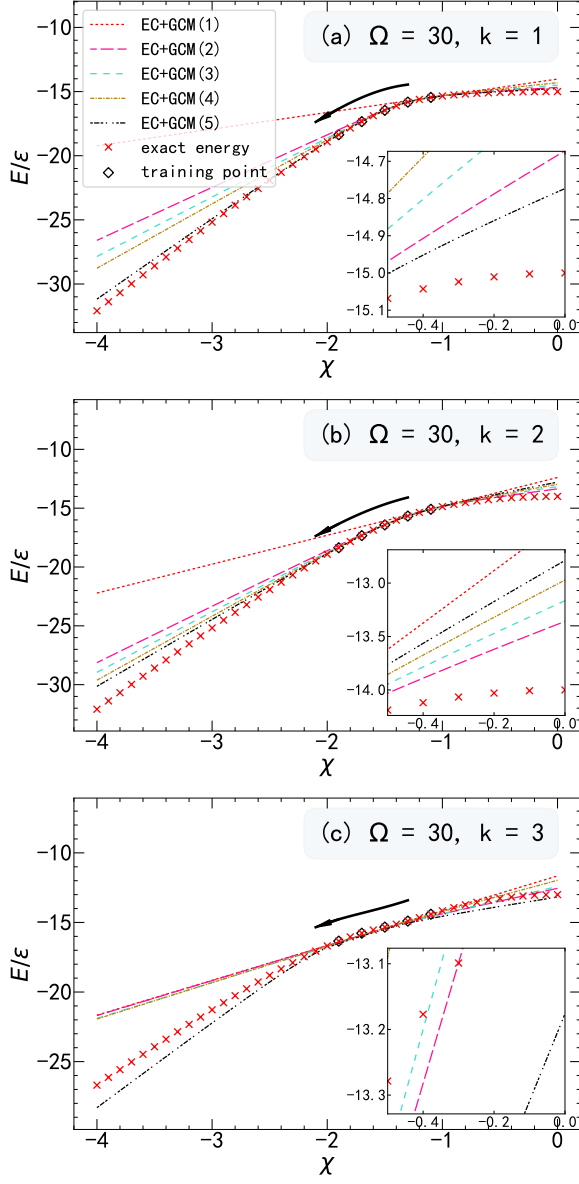 EC+GCM(1)
EC+GCM(2)
EC+GCM(3)
EC+GCM(4)
EC+GCM(5)
exact energy
training point
(a) Ω = 30, k = 1
−10
−15
−20
−25
−30
E/ε
−14.7
−14.8
−14.9
−15.0
−15.1
−0.4 −0.2 0.0
−4 −3 −2 −1 0
χ
(b) Ω = 30, k = 2
−10
−15
−20
−25
−30
E/ε
−13.0
−13.5
−14.0
−0.4 −0.2 0.0
−4 −3 −2 −1 0
χ
(c) Ω = 30, k = 3
−10
−15
−20
−25
E/ε
−13.1
−13.2
−13.3
−0.4 −0.2 0.0
−4 −3 −2 −1 0
χ